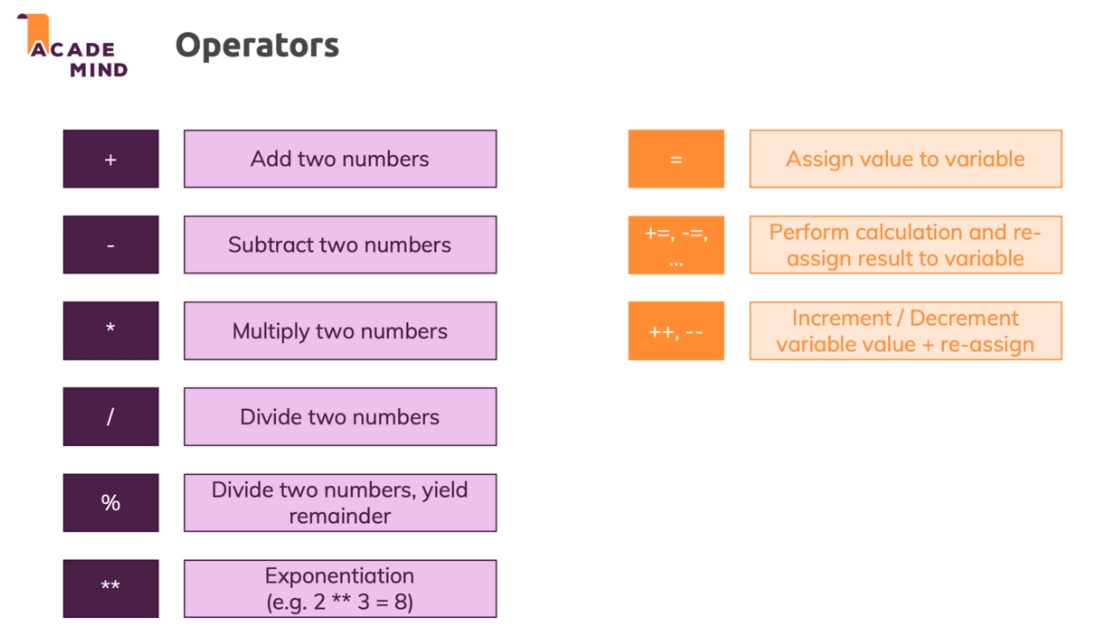 ACADE
MIND
Operators
+
Add two numbers
-
Subtract two numbers
*
Multiply two numbers
/
Divide two numbers
%
Divide two numbers, yield
remainder
**
Exponentiation
(e.g. 2 ** 3 = 8)
=
Assign value to variable
+=, -=,
...
Perform calculation and re-
assign result to variable
++, --
Increment / Decrement
variable value + re-assign